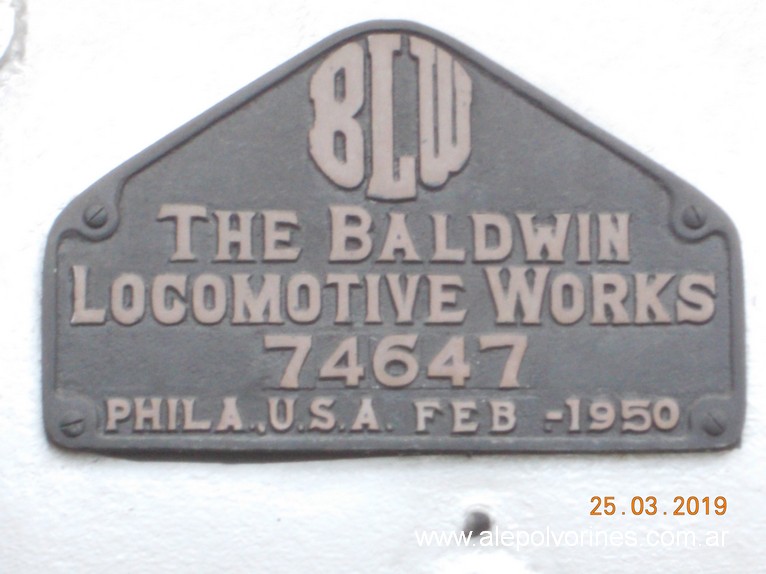 BLW
THE BALDWIN
LOCOMOTIVE WORKS
74647
PHILA., U.S.A. FEB -1950
25.03.2019
www.alepolvorines.com.ar